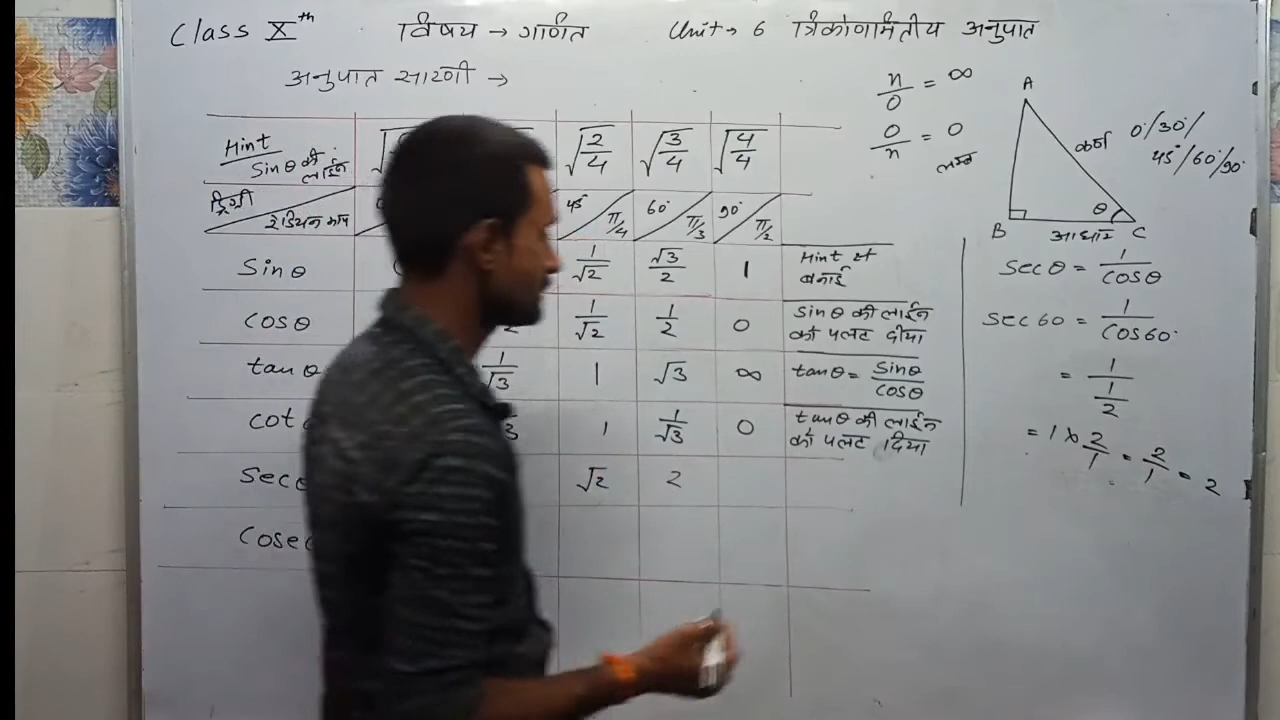 Class Xth विषय → गणित Unit → 6 त्रिकोणमितीय अनुपात
अनुपात सारणी →
Hint / Sinθ की लाईन √2/4 √3/4 √4/4
डिग्री / रेडियन माप 45° / π/4 60° / π/3 90° / π/2
Sinθ 1/√2 √3/2 1 Hint से बनाई
cosθ 1/√2 1/2 0 sinθ की लाईन को पलट दीया
tanθ 1/√3 1 √3 ∞ tanθ = Sinθ/cosθ
cot 1 1/√3 0 tanθ की लाईन को पलट दिया
secθ √2 2
Cosec
n/0 = ∞
0/n = 0
लम्ब
A
कर्ण
0°/30°/
45°/60°/90°
θ
B आधार C
secθ = 1/cosθ
sec60 = 1/cos60°
= 1/(1/2)
= 1 × 2/1 = 2/1 = 2